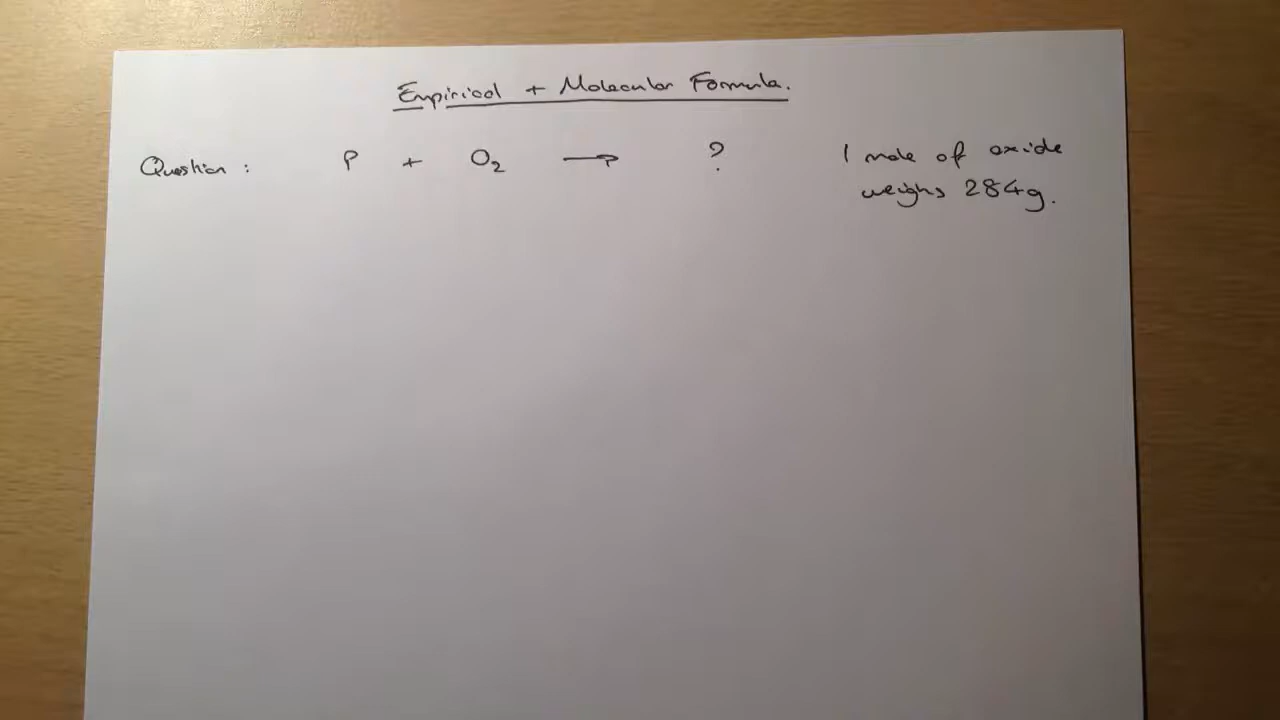 Empirical + Molecular Formula.
Question : P + O₂ → ? 1 mole of oxide
weighs 284g.